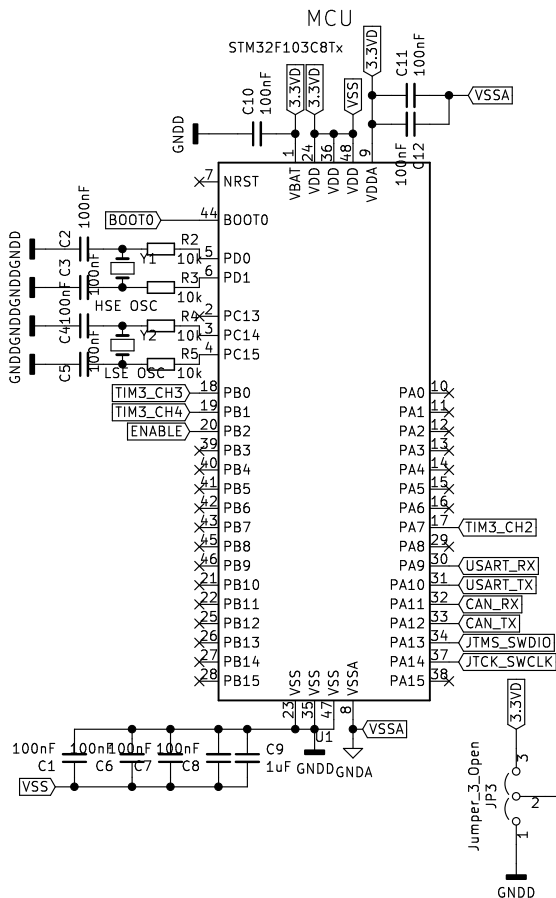 MCU
STM32F103C8Tx
C10
100nF
3.3VD
3.3VD
VSS
3.3VD
C11
100nF
VSSA
100nF
C12
GNDD
1
24
36
48
9
VBAT
VDD
VDD
VDD
VDDA
7
NRST
BOOT0
44
BOOT0
C2
100nF
GNDD
R2
10k
Y1
5
PD0
C3
100nF
GNDD
R3
10k
6
PD1
HSE OSC
2
PC13
C4
100nF
GNDD
R4
10k
Y2
3
PC14
C5
100nF
GNDD
R5
10k
4
PC15
LSE OSC
TIM3_CH3
18
PB0
TIM3_CH4
19
PB1
ENABLE
20
PB2
39
PB3
40
PB4
41
PB5
42
PB6
43
PB7
45
PB8
46
PB9
21
PB10
22
PB11
25
PB12
26
PB13
27
PB14
28
PB15
PA0
10
PA1
11
PA2
12
PA3
13
PA4
14
PA5
15
PA6
16
PA7
17
TIM3_CH2
PA8
29
PA9
30
USART_RX
PA10
31
USART_TX
PA11
32
CAN_RX
PA12
33
CAN_TX
PA13
34
JTMS_SWDIO
PA14
37
JTCK_SWCLK
PA15
38
VSS
VSS
VSS
VSSA
23
35
47
8
U1
VSSA
GNDD
GNDA
100nF
C1
100nF
C6
100nF
C7
100nF
C8
C9
1uF
VSS
3.3VD
Jumper_3_Open
JP3
3
2
1
GNDD